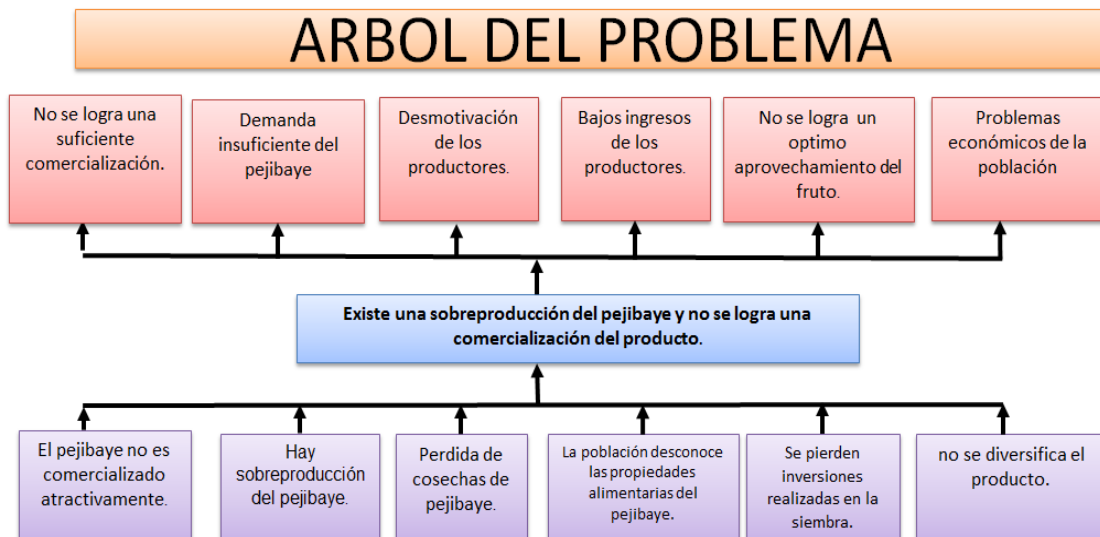 ARBOL DEL PROBLEMA
No se logra una
suficiente
comercialización.
Demanda
insuficiente del
pejibaye
Desmotivación
de los
productores.
Bajos ingresos
de los
productores.
No se logra un
optimo
aprovechamiento del
fruto.
Problemas
económicos de la
población
Existe una sobreproducción del pejibaye y no se logra una
comercialización del producto.
El pejibaye no es
comercializado
atractivamente.
Hay
sobreproducción
del pejibaye.
Perdida de
cosechas de
pejibaye.
La población desconoce
las propiedades
alimentarias del
pejibaye.
Se pierden
inversiones
realizadas en la
siembra.
no se diversifica el
producto.